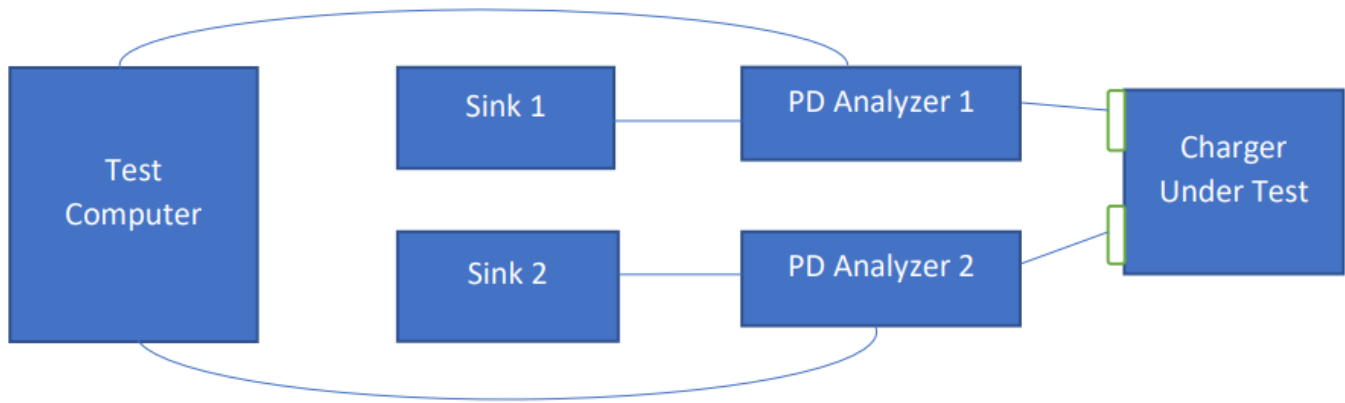 Test
Computer
Sink 1
PD Analyzer 1
Charger
Under Test
Sink 2
PD Analyzer 2